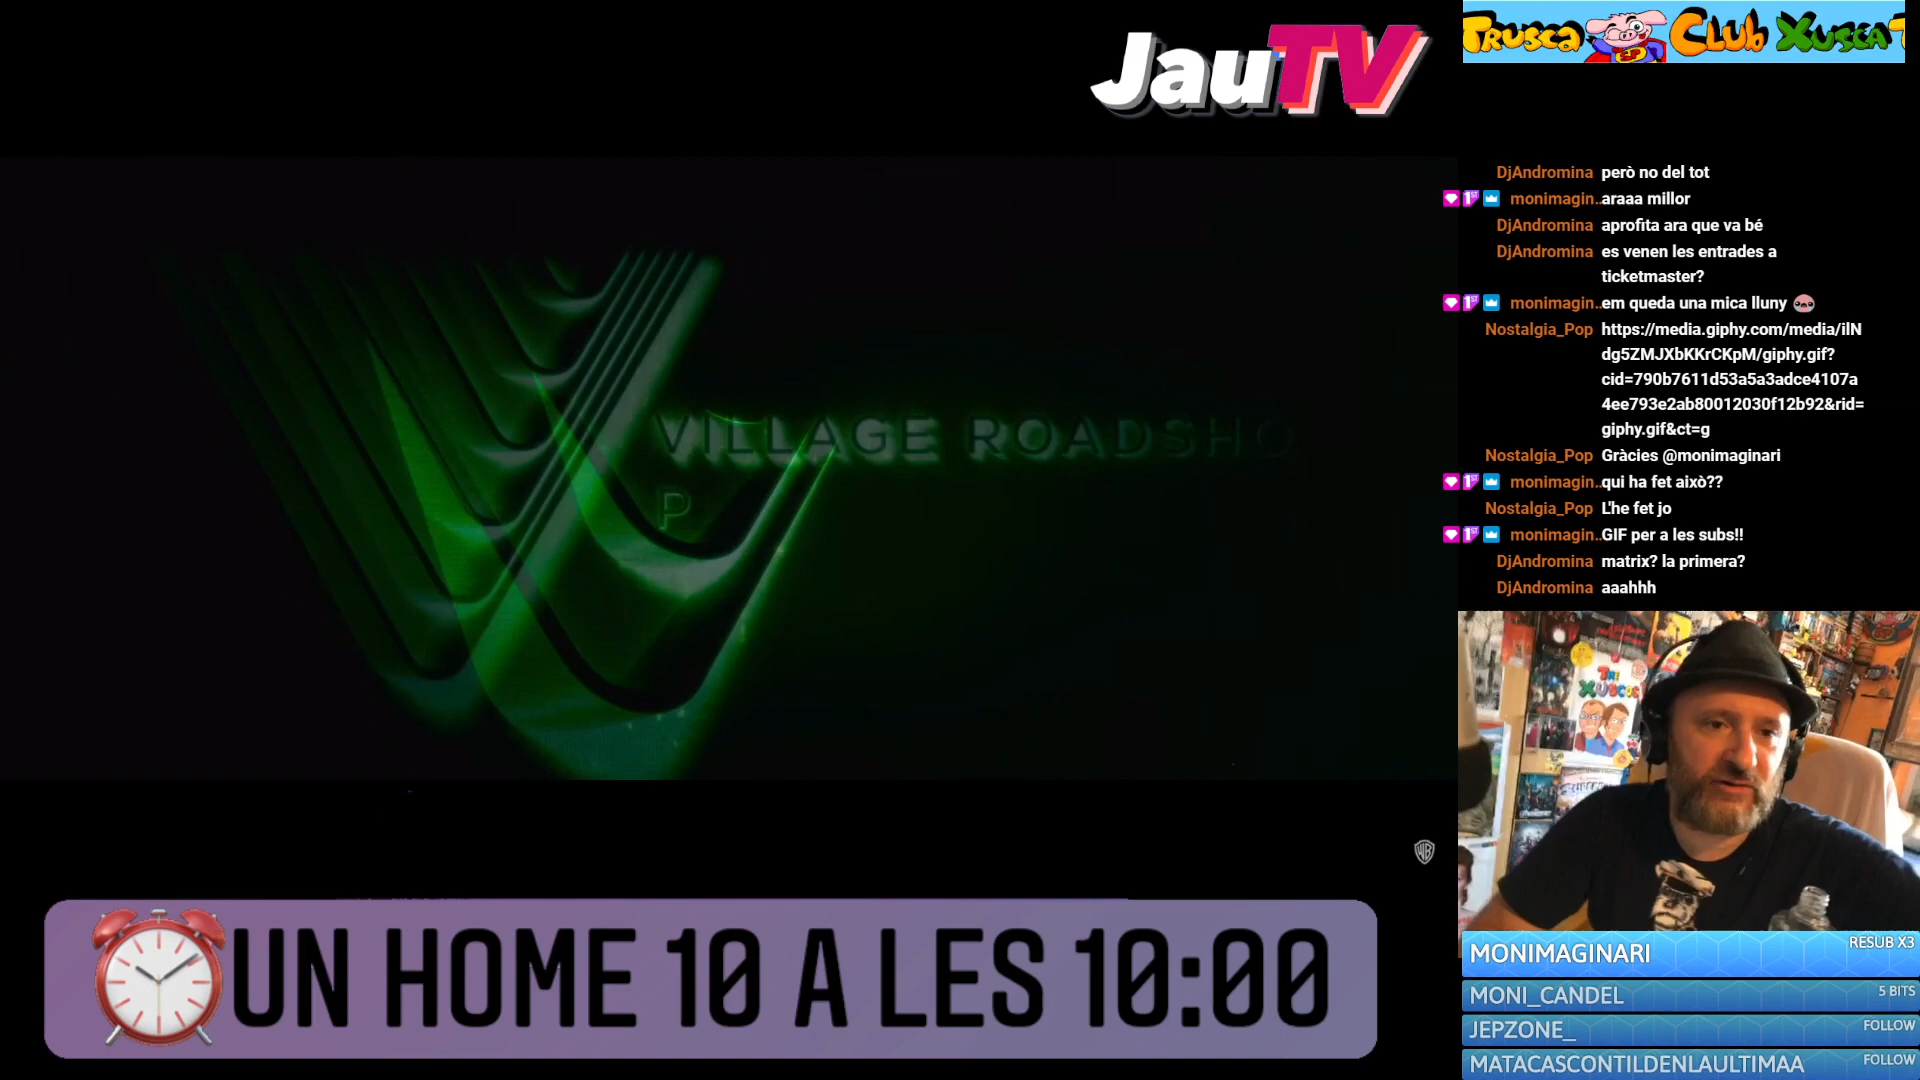 JauTV
TRUSCA CLUB XUSCA T
DjAndromina però no del tot
monimagin.. araaa millor
DjAndromina aprofita ara que va bé
DjAndromina es venen les entrades a
ticketmaster?
monimagin.. em queda una mica lluny
Nostalgia_Pop https://media.giphy.com/media/ilN
dg5ZMJXbKKrCKpM/giphy.gif?
cid=790b7611d53a5a3adce4107a
4ee793e2ab80012030f12b92&rid=
giphy.gif&ct=g
Nostalgia_Pop Gràcies @monimaginari
monimagin.. qui ha fet això??
Nostalgia_Pop L'he fet jo
monimagin.. GIF per a les subs!!
DjAndromina matrix? la primera?
DjAndromina aaahhh
VILLAGE ROADSHO
P
THE
XUSCOS
WB
UN HOME 10 A LES 10:00
MONIMAGINARI RESUB X3
MONI_CANDEL 5 BITS
JEPZONE_ FOLLOW
MATACASCONTILDENLAULTIMAA FOLLOW